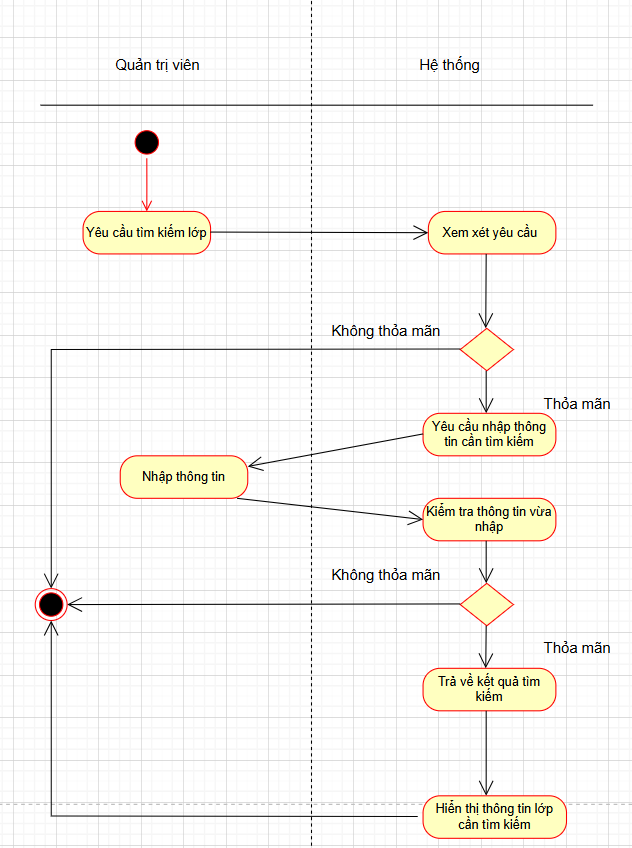 Quản trị viên
Hệ thống
Yêu cầu tìm kiếm lớp
Xem xét yêu cầu
Không thỏa mãn
Thỏa mãn
Yêu cầu nhập thông
tin cần tìm kiếm
Nhập thông tin
Kiểm tra thông tin vừa
nhập
Không thỏa mãn
Thỏa mãn
Trả về kết quả tìm
kiếm
Hiển thị thông tin lớp
cần tìm kiếm